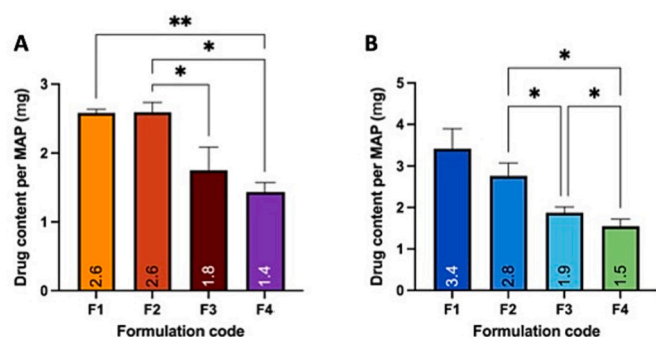 A
**
*
*
Drug content per MAP (mg)
3
2
1
0
2.6
2.6
1.8
1.4
F1 F2 F3 F4
Formulation code
B
*
* *
Drug content per MAP (mg)
5
4
3
2
1
0
3.4
2.8
1.9
1.5
F1 F2 F3 F4
Formulation code